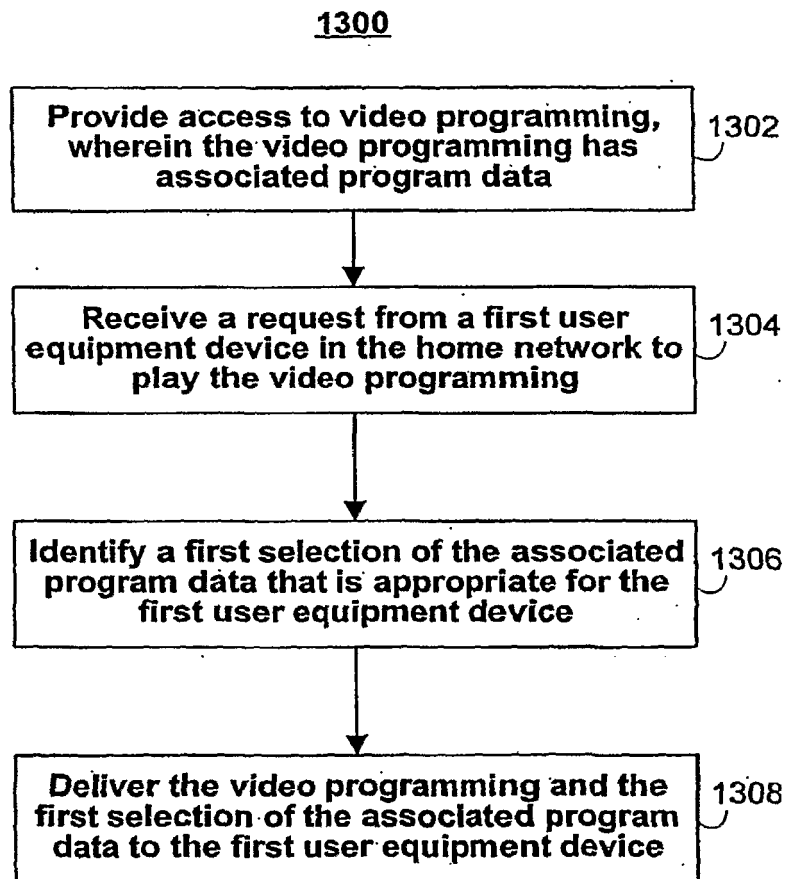 1300
Provide access to video programming,
wherein the video programming has
associated program data
1302
Receive a request from a first user
equipment device in the home network to
play the video programming
1304
Identify a first selection of the associated
program data that is appropriate for the
first user equipment device
1306
Deliver the video programming and the
first selection of the associated program
data to the first user equipment device
1308